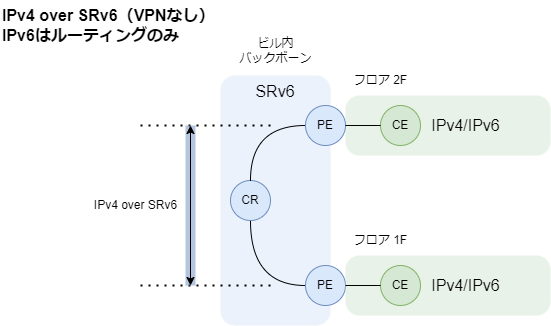 IPv4 over SRv6（VPNなし）
IPv6はルーティングのみ
ビル内
バックボーン
フロア 2F
SRv6
PE
CE
IPv4/IPv6
IPv4 over SRv6
CR
フロア 1F
PE
CE
IPv4/IPv6